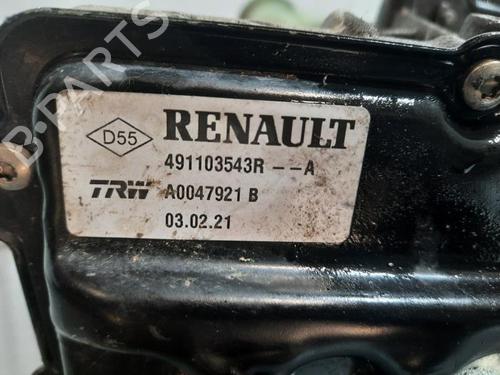 D55 RENAULT
491103543R --A
TRW A0047921 B
03.02.21
B-PARTS